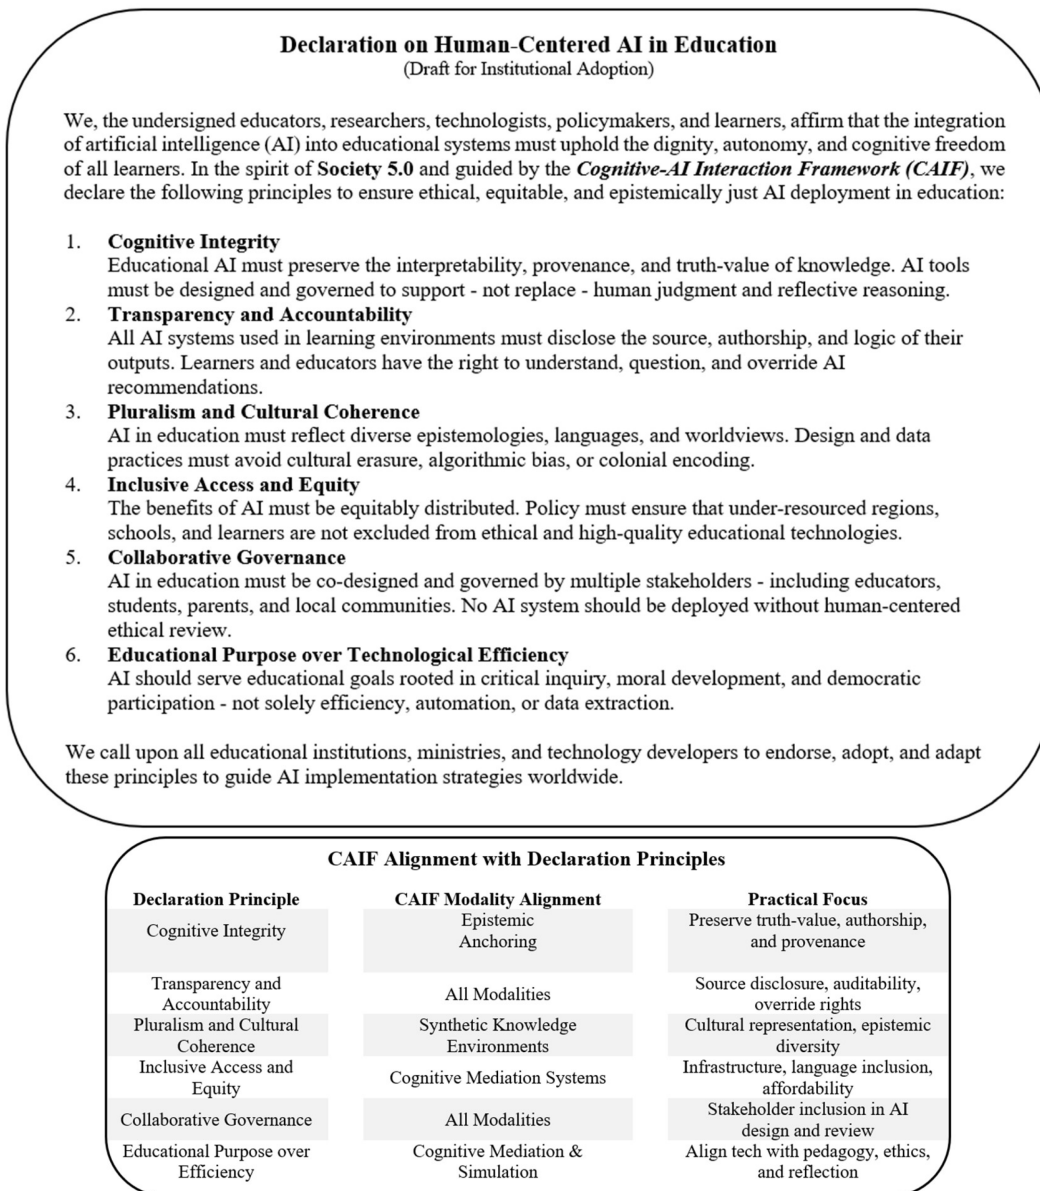 Declaration on Human-Centered AI in Education
(Draft for Institutional Adoption)
We, the undersigned educators, researchers, technologists, policymakers, and learners, affirm that the integration
of artificial intelligence (AI) into educational systems must uphold the dignity, autonomy, and cognitive freedom
of all learners. In the spirit of Society 5.0 and guided by the Cognitive-AI Interaction Framework (CAIF), we
declare the following principles to ensure ethical, equitable, and epistemically just AI deployment in education:
1. Cognitive Integrity
Educational AI must preserve the interpretability, provenance, and truth-value of knowledge. AI tools
must be designed and governed to support - not replace - human judgment and reflective reasoning.
2. Transparency and Accountability
All AI systems used in learning environments must disclose the source, authorship, and logic of their
outputs. Learners and educators have the right to understand, question, and override AI
recommendations.
3. Pluralism and Cultural Coherence
AI in education must reflect diverse epistemologies, languages, and worldviews. Design and data
practices must avoid cultural erasure, algorithmic bias, or colonial encoding.
4. Inclusive Access and Equity
The benefits of AI must be equitably distributed. Policy must ensure that under-resourced regions,
schools, and learners are not excluded from ethical and high-quality educational technologies.
5. Collaborative Governance
AI in education must be co-designed and governed by multiple stakeholders - including educators,
students, parents, and local communities. No AI system should be deployed without human-centered
ethical review.
6. Educational Purpose over Technological Efficiency
AI should serve educational goals rooted in critical inquiry, moral development, and democratic
participation - not solely efficiency, automation, or data extraction.
We call upon all educational institutions, ministries, and technology developers to endorse, adopt, and adapt
these principles to guide AI implementation strategies worldwide.
CAIF Alignment with Declaration Principles
Declaration Principle CAIF Modality Alignment Practical Focus
Cognitive Integrity
Epistemic
Anchoring
Preserve truth-value, authorship,
and provenance
Transparency and
Accountability
All Modalities
Source disclosure, auditability,
override rights
Pluralism and Cultural
Coherence
Synthetic Knowledge
Environments
Cultural representation, epistemic
diversity
Inclusive Access and
Equity
Cognitive Mediation Systems
Infrastructure, language inclusion,
affordability
Collaborative Governance
All Modalities
Stakeholder inclusion in AI
design and review
Educational Purpose over
Efficiency
Cognitive Mediation &
Simulation
Align tech with pedagogy, ethics,
and reflection